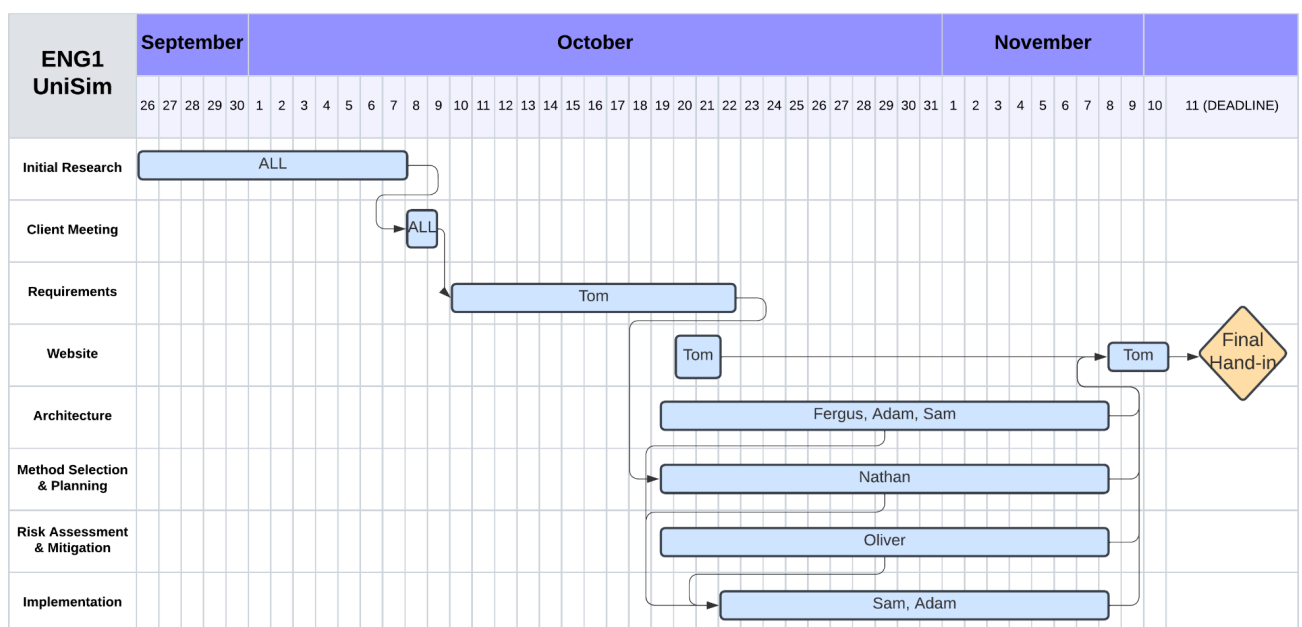 ENG1
UniSim
September
October
November
26 27 28 29 30 1 2 3 4 5 6 7 8 9 10 11 12 13 14 15 16 17 18 19 20 21 22 23 24 25 26 27 28 29 30 31 1 2 3 4 5 6 7 8 9 10 11 (DEADLINE)
Initial Research
ALL
Client Meeting
ALL
Requirements
Tom
Website
Tom
Tom
Final
Hand-in
Architecture
Fergus, Adam, Sam
Method Selection
& Planning
Nathan
Risk Assessment
& Mitigation
Oliver
Implementation
Sam, Adam